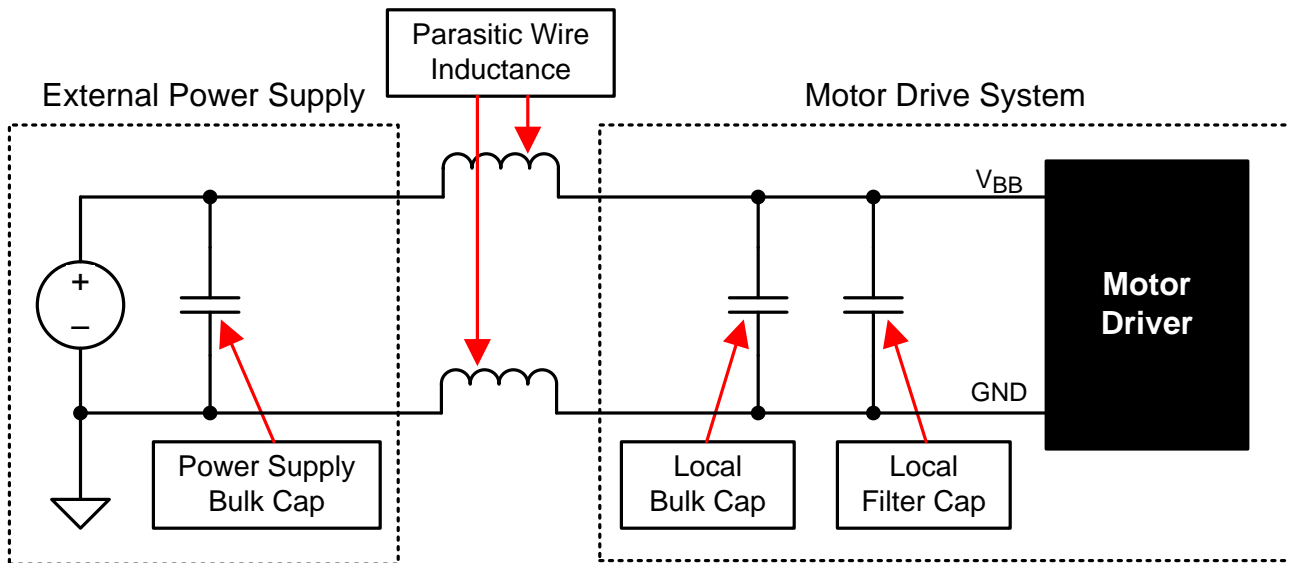 Parasitic Wire
Inductance
External Power Supply
Motor Drive System
VBB
+
–
Motor
Driver
GND
Power Supply
Bulk Cap
Local
Bulk Cap
Local
Filter Cap